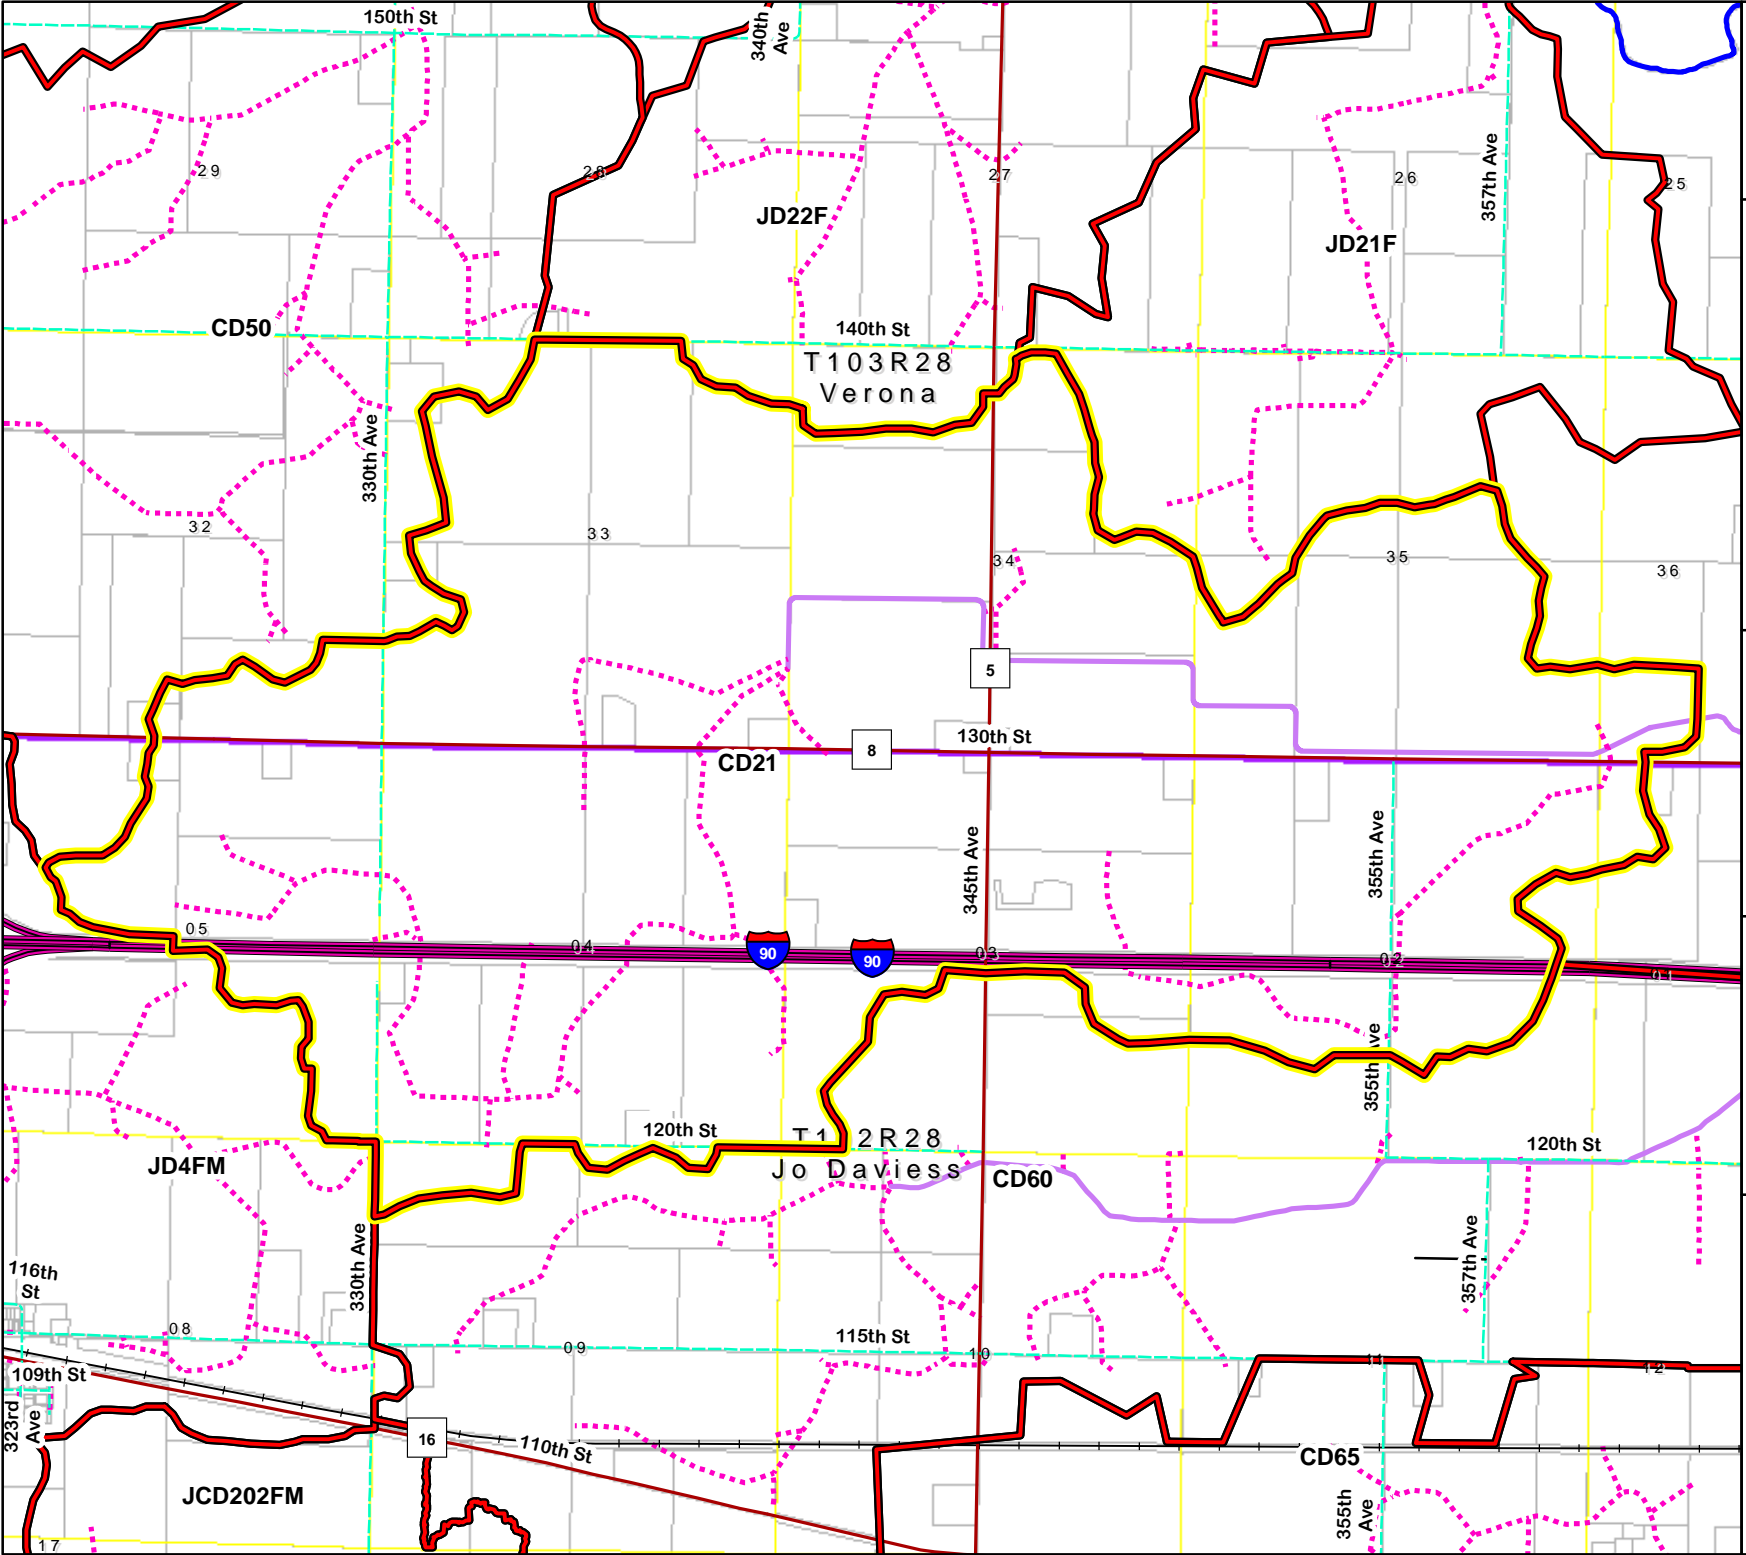 150th St
340th
Ave
29
28
27
26
25
357th Ave
JD22F
JD21F
CD50
140th St
T103R28
Verona
330th Ave
32
33
34
35
36
5
130th St
8
CD21
345th Ave
355th Ave
05
04
03
02
01
90
90
355th Ave
120th St
T1 2R28
Jo Daviess
120th St
JD4FM
CD60
330th Ave
357th Ave
116th
St
08
09
115th St
10
11
12
109th St
323rd
Ave
16
110th St
CD65
JCD202FM
355th
Ave
17